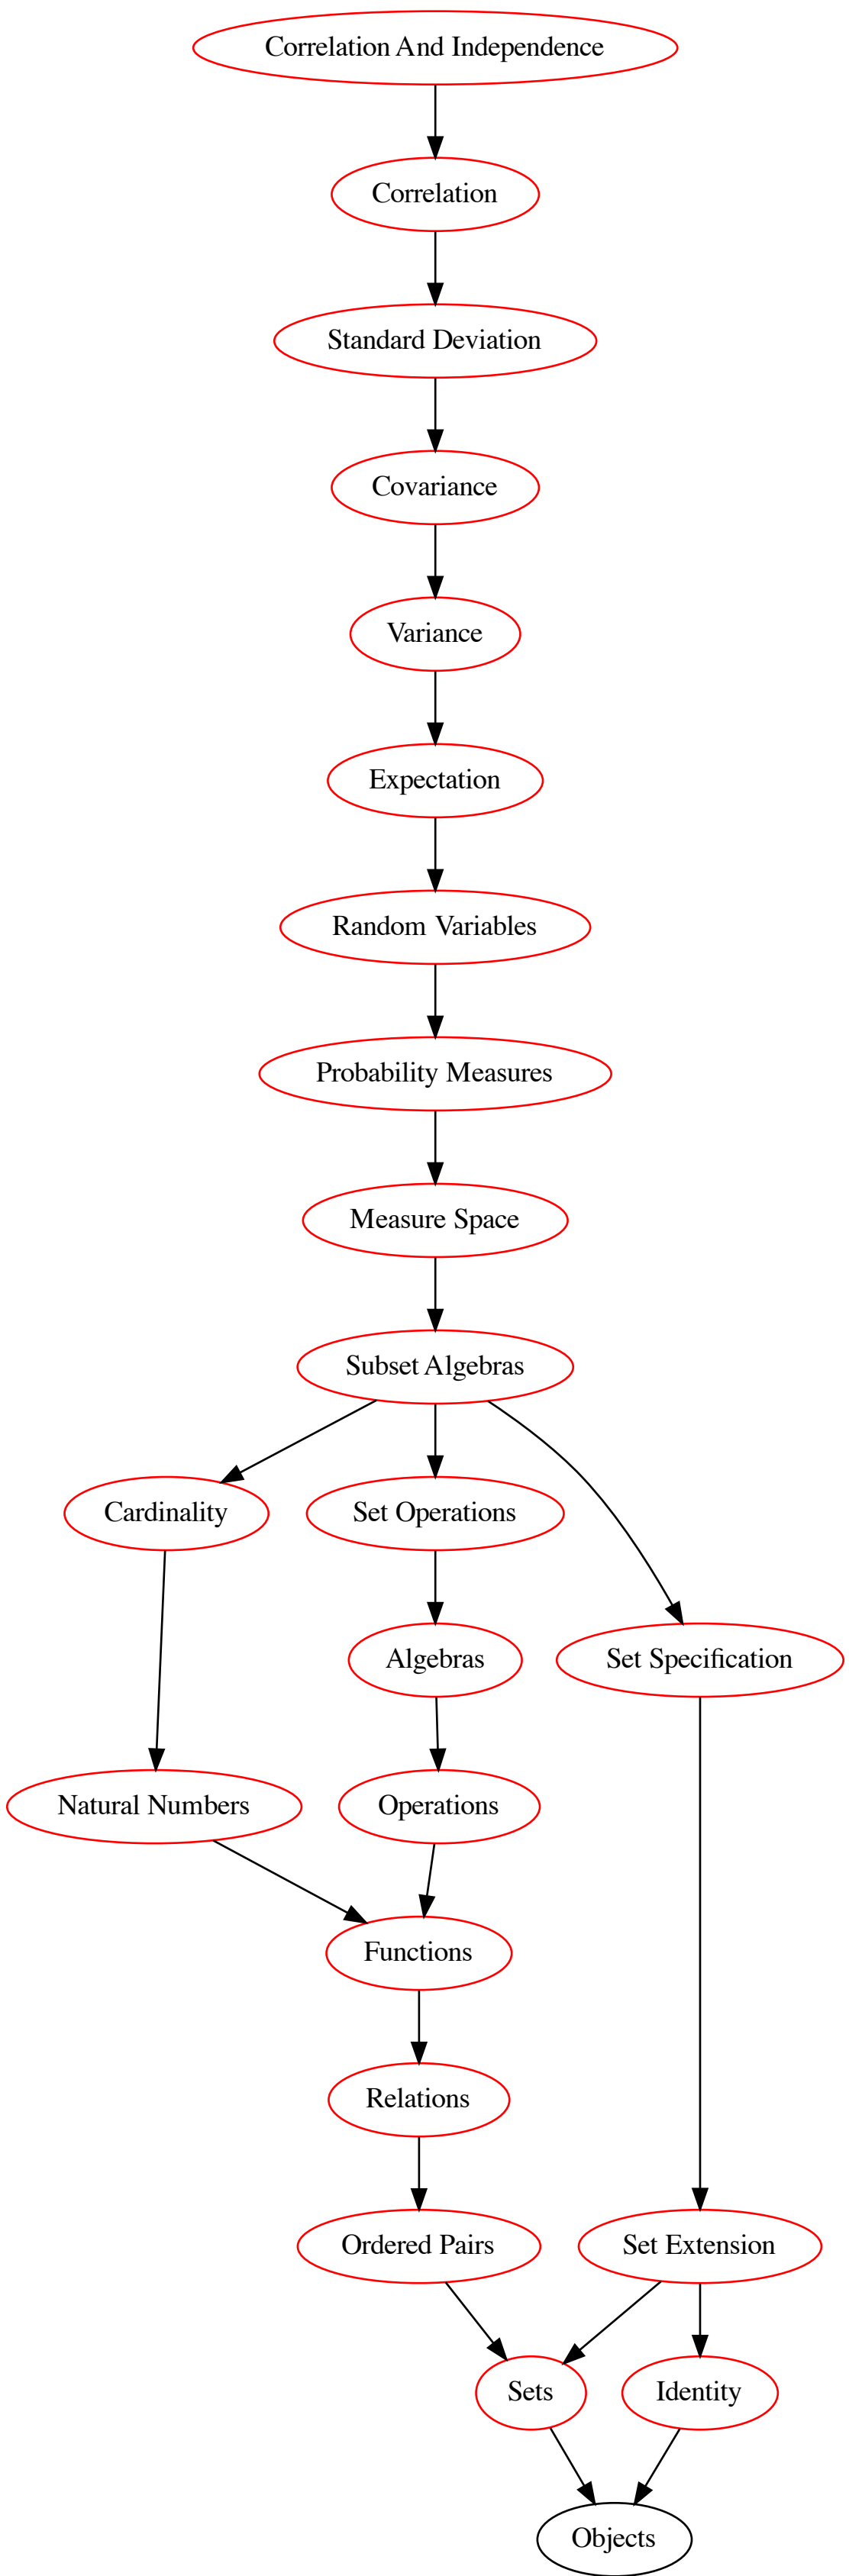 Correlation And Independence
Correlation
Standard Deviation
Covariance
Variance
Expectation
Random Variables
Probability Measures
Measure Space
Subset Algebras
Cardinality
Set Operations
Algebras
Set Specification
Natural Numbers
Operations
Functions
Relations
Ordered Pairs
Set Extension
Sets
Identity
Objects